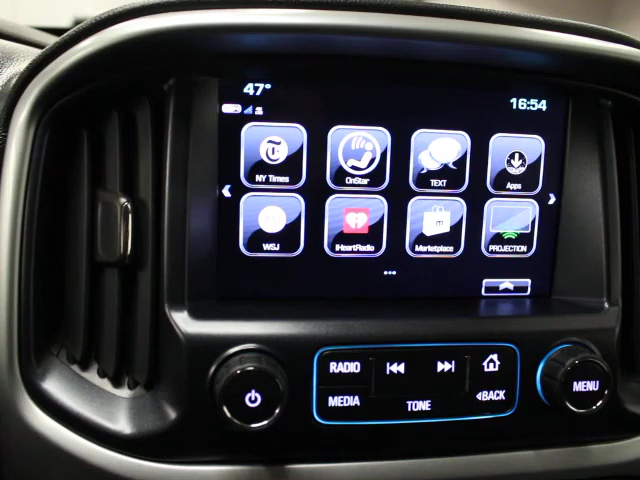 47°
16:54
NY Times
OnStar
TEXT
Apps
WSJ
iHeartRadio
Marketplace
PROJECTION
RADIO
MEDIA
TONE
BACK
MENU